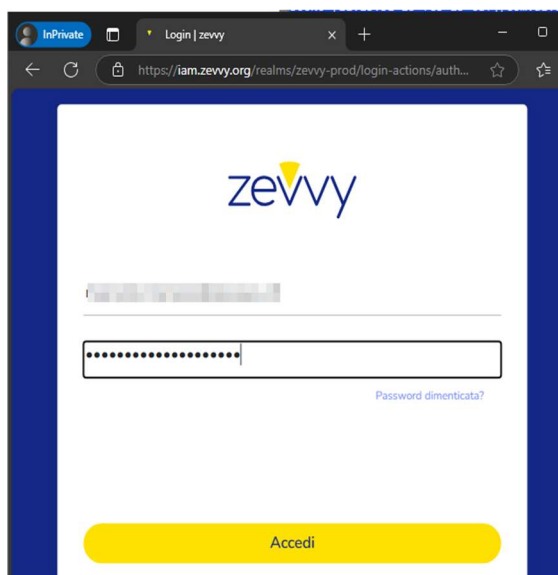 InPrivate
Login | zevvy
https://iam.zevvy.org/realms/zevvy-prod/login-actions/auth...
zevvy
••••••••••••••••••••
Password dimenticata?
Accedi